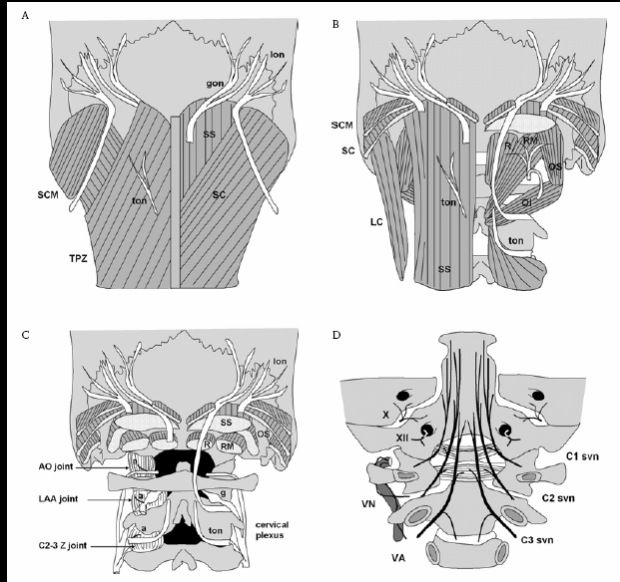 A
lon
gon
SS
SCM
ton
SC
TPZ
B
SCM
SC
R
RM
OS
OI
LC
ton
ton
SS
C
lon
SS
OS
R
RM
AO joint
LAA joint
a
g
a
ton
cervical
plexus
C2-3 Z joint
D
X
XII
C1 svn
VN
C2 svn
C3 svn
VA